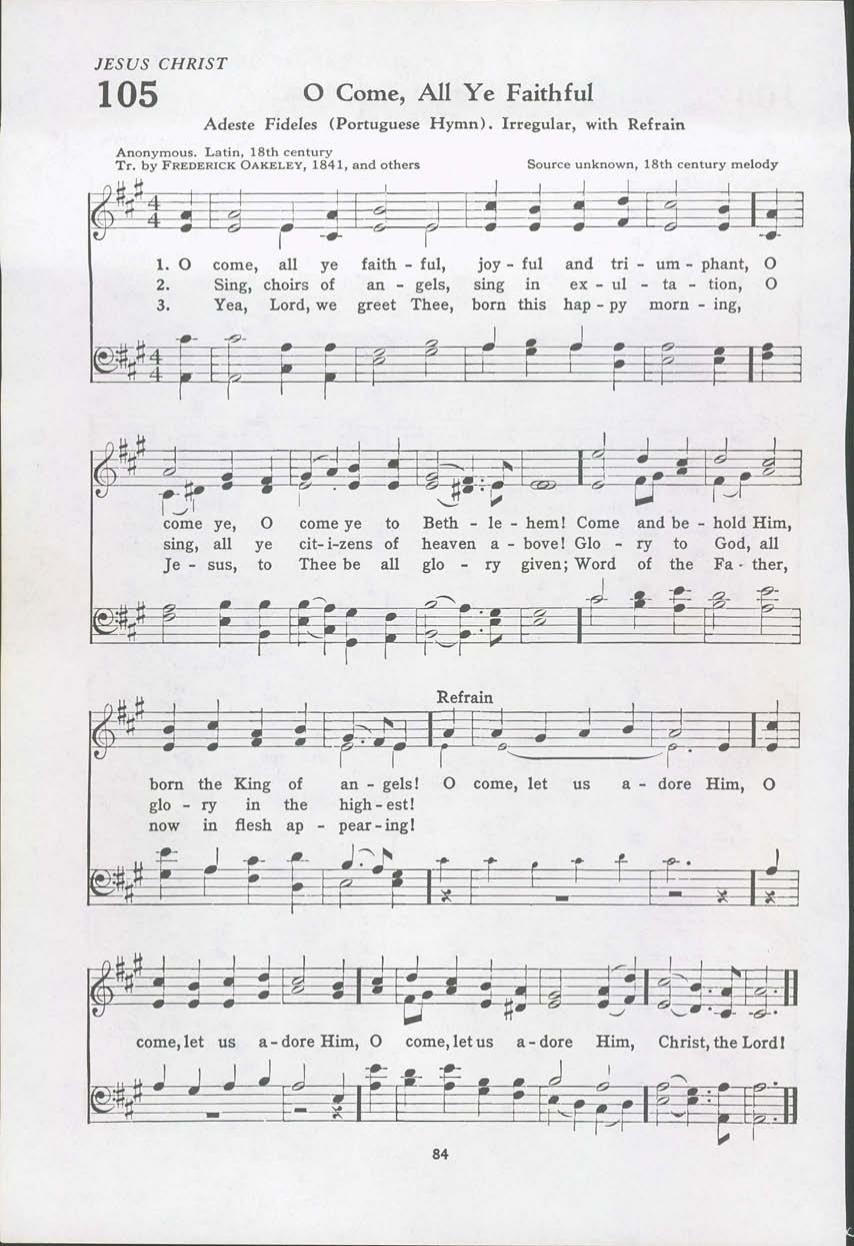 JESUS CHRIST
105 O Come, All Ye Faithful
Adeste Fideles (Portuguese Hymn). Irregular, with Refrain
Anonymous. Latin, 18th century
Tr. by FREDERICK OAKELEY, 1841, and others Source unknown, 18th century melody
4
4
1. O come, all ye faith - ful, joy - ful and tri - um - phant, O
2. Sing, choirs of an - gels, sing in ex - ul - ta - tion, O
3. Yea, Lord, we greet Thee, born this hap - py morn - ing,
4
4
come ye, O come ye to Beth - le - hem! Come and be - hold Him,
sing, all ye cit - i - zens of heaven a - bove! Glo - ry to God, all
Je - sus, to Thee be all glo - ry given; Word of the Fa - ther,
Refrain
born the King of an - gels! O come, let us a - dore Him, O
glo - ry in the high - est!
now in flesh ap - pear - ing!
come, let us a - dore Him, O come, let us a - dore Him, Christ, the Lord!
84